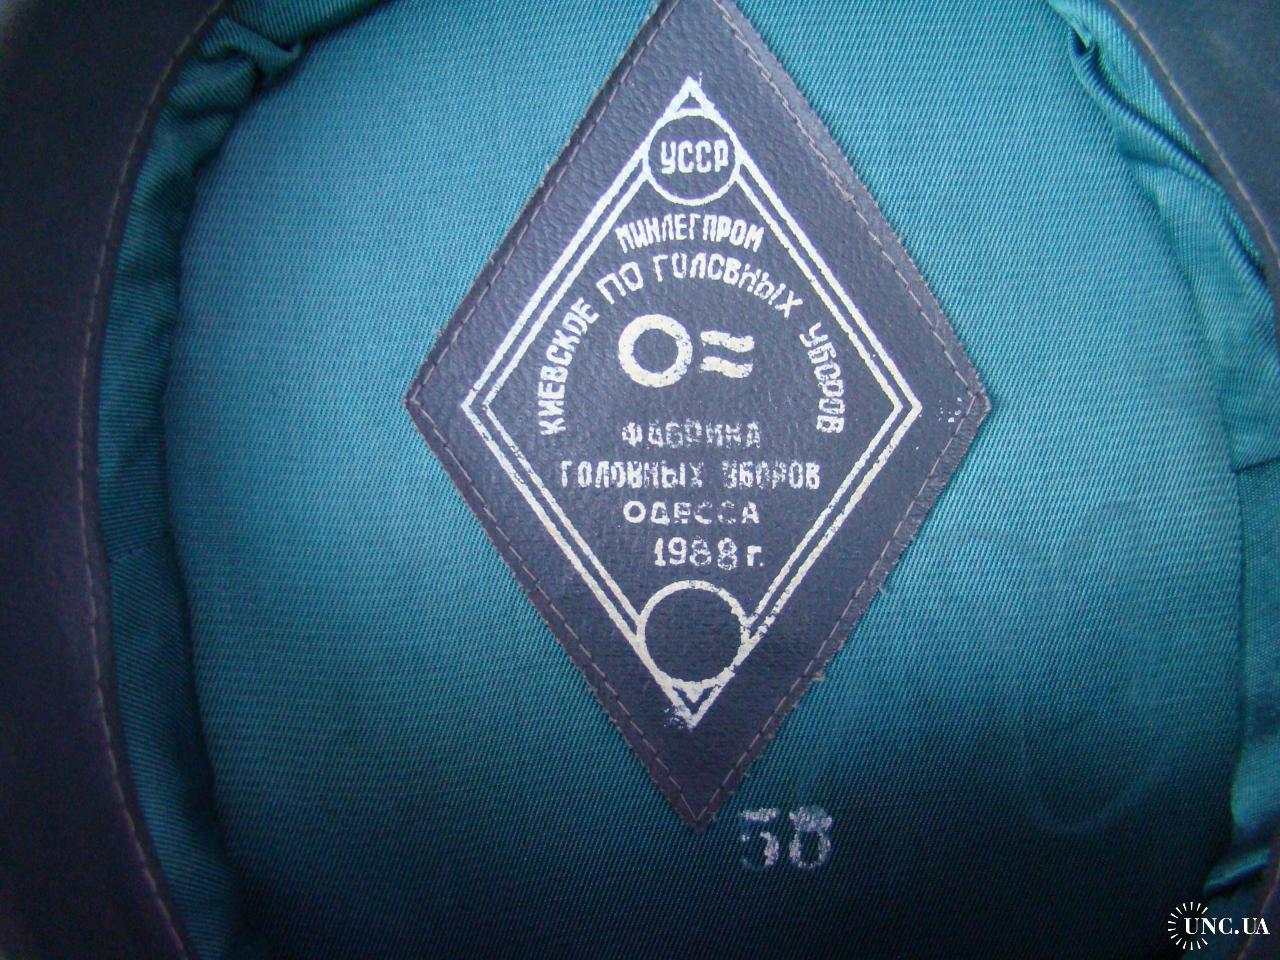 УССР
МИНЛЕГПРОМ
КИЕВСКОЕ ПО ГОЛОВНЫХ УБОРОВ
ФАБРИКА
ГОЛОВНЫХ УБОРОВ
ОДЕССА
1988 г.
58
UNC.UA